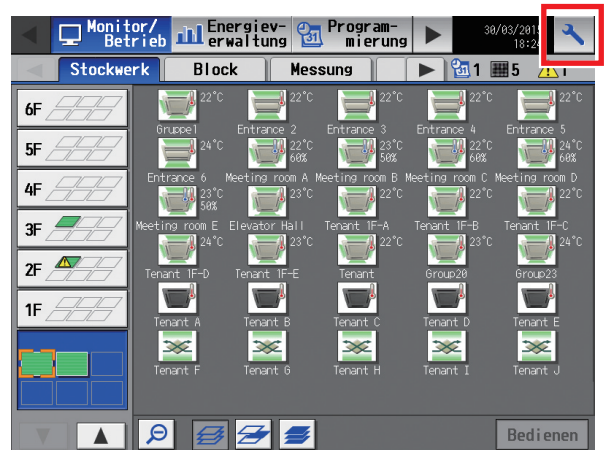 Monitor/
Betrieb
Energiev-
erwaltung
Program-
mierung
30/03/201
18:2
Stockwerk
Block
Messung
1
5
1
6F
5F
4F
3F
2F
1F
22°C
22°C
22°C
22°C
22°C
Gruppe1
Entrance 2
Entrance 3
Entrance 4
Entrance 5
24°C
22°C
60%
23°C
50%
22°C
60%
24°C
60%
Entrance 6
Meeting room A
Meeting room B
Meeting room C
Meeting room D
23°C
50%
23°C
22°C
22°C
22°C
Meeting room E
Elevator Hall
Tenant 1F-A
Tenant 1F-B
Tenant 1F-C
24°C
23°C
22°C
23°C
24°C
Tenant 1F-D
Tenant 1F-E
Tenant
Group20
Group23
Tenant A
Tenant B
Tenant C
Tenant D
Tenant E
Tenant F
Tenant G
Tenant H
Tenant I
Tenant J
Bedienen